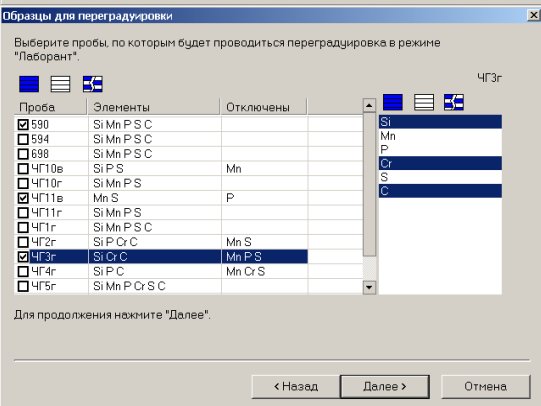 Образцы для переградуировки
Выберите пробы, по которым будет проводиться переградуировка в режиме
"Лаборант".
ЧГ3г
Проба Элементы Отключены
590 Si Mn P S C
594 Si Mn P S C
698 Si Mn P S C
ЧГ10в Si P S Mn
ЧГ10г Si Mn P S
ЧГ11в Mn S P
ЧГ11г Si Mn P S
ЧГ1г Si Mn P S C
ЧГ2г Si P Cr C Mn S
ЧГ3г Si Cr C Mn P S
ЧГ4г Si P C Mn Cr S
ЧГ5г Si Mn P Cr S C
Si
Mn
P
Cr
S
C
Для продолжения нажмите "Далее".
< Назад Далее > Отмена